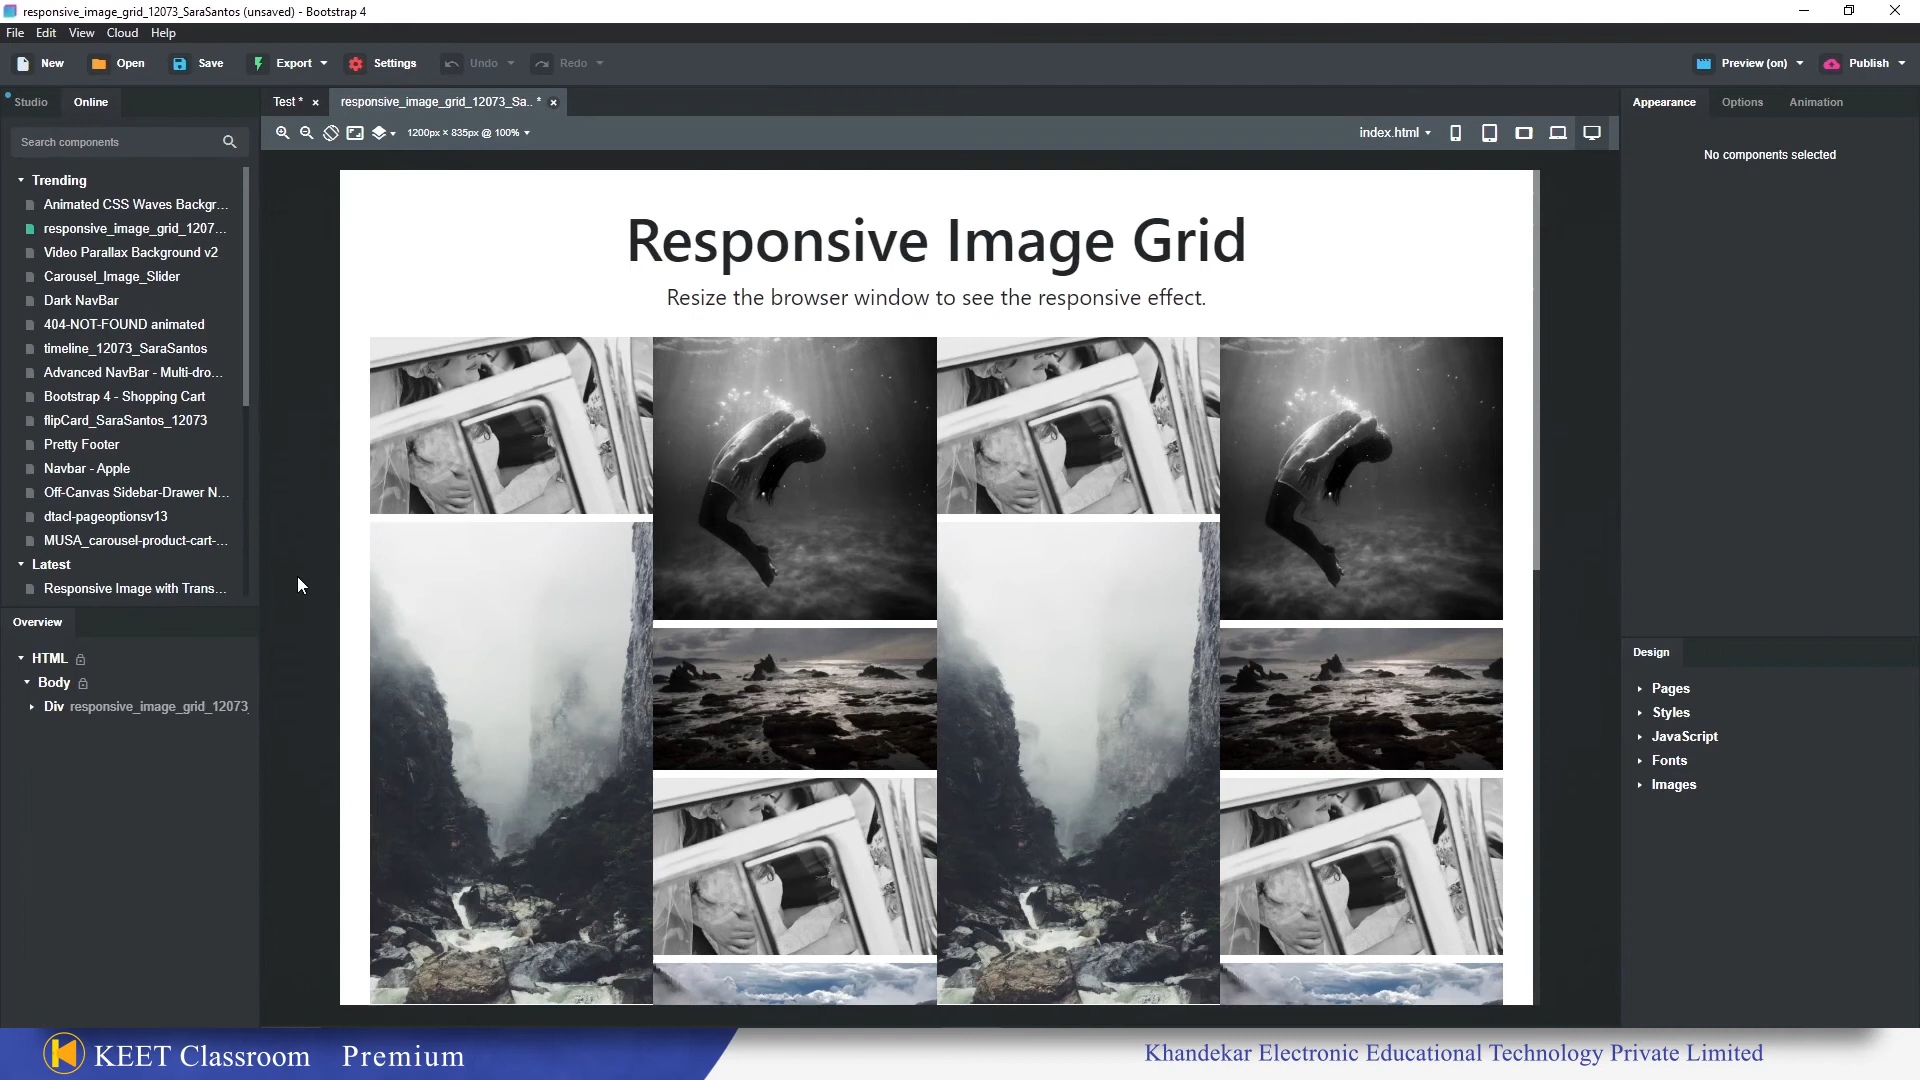 responsive_image_grid_12073_SaraSantos (unsaved) - Bootstrap 4
File Edit View Cloud Help
New Open Save Export Settings Undo Redo Preview (on) Publish
Studio Online
Test * × responsive_image_grid_12073_Sa.. * ×
Appearance Options Animation
Search components
1200px × 835px @ 100%
index.html
No components selected
Trending
Animated CSS Waves Backgr...
responsive_image_grid_1207...
Video Parallax Background v2
Carousel_Image_Slider
Dark NavBar
404-NOT-FOUND animated
timeline_12073_SaraSantos
Advanced NavBar - Multi-dro...
Bootstrap 4 - Shopping Cart
flipCard_SaraSantos_12073
Pretty Footer
Navbar - Apple
Off-Canvas Sidebar-Drawer N...
dtacl-pageoptionsv13
MUSA_carousel-product-cart-...
Latest
Responsive Image with Trans...
Responsive Image Grid
Resize the browser window to see the responsive effect.
Overview
HTML
Body
Div responsive_image_grid_12073_
Design
Pages
Styles
JavaScript
Fonts
Images
KEET Classroom Premium
Khandekar Electronic Educational Technology Private Limited